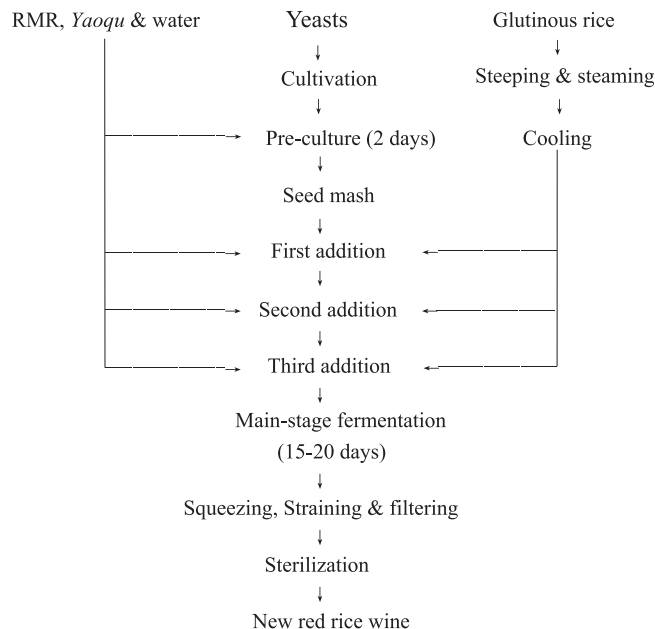 RMR, Yaoqu & water
Yeasts
Glutinous rice
Cultivation
Steeping & steaming
Pre-culture (2 days)
Cooling
Seed mash
First addition
Second addition
Third addition
Main-stage fermentation
(15-20 days)
Squeezing, Straining & filtering
Sterilization
New red rice wine